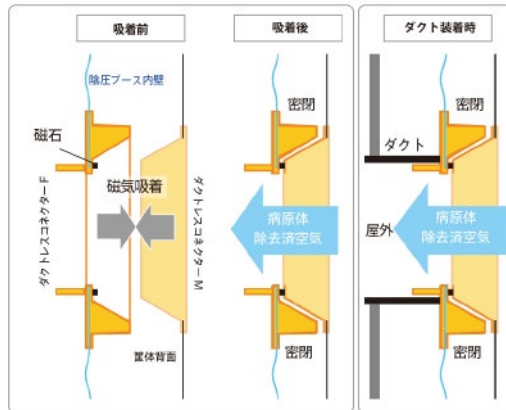 吸着前
吸着後
ダクト装着時
陰圧ブース内壁
密閉
密閉
磁石
ダクト
磁気吸着
ダクトレスコネクターF
ダクトレスコネクターM
病原体
除去済空気
屋外
病原体
除去済空気
筐体背面
密閉
密閉